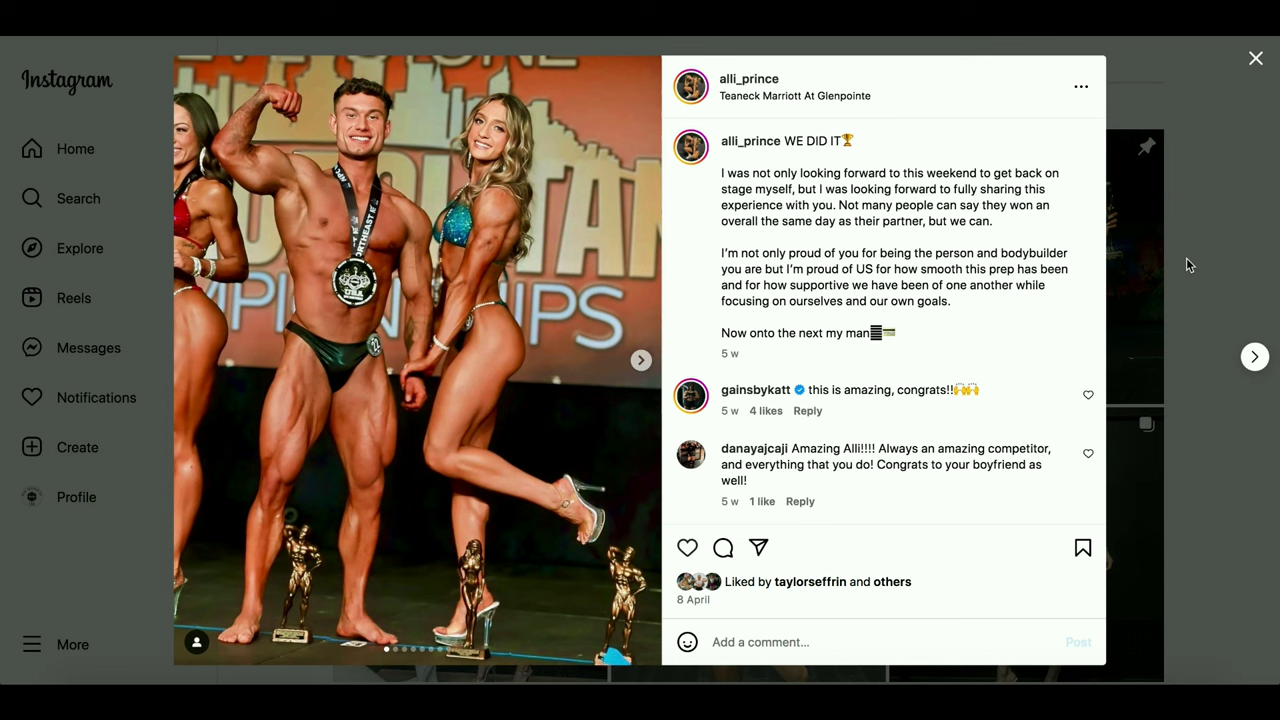 Instagram
Home
Search
Explore
Reels
Messages
Notifications
Create
Profile
More
MPIONSHIPS
NORTHEAST
alli_prince
Teaneck Marriott At Glenpointe
alli_prince WE DID IT🏆
I was not only looking forward to this weekend to get back on
stage myself, but I was looking forward to fully sharing this
experience with you. Not many people can say they won an
overall the same day as their partner, but we can.
I'm not only proud of you for being the person and bodybuilder
you are but I'm proud of US for how smooth this prep has been
and for how supportive we have been of one another while
focusing on ourselves and our own goals.
Now onto the next my man
5 w
gainsbykatt this is amazing, congrats!!🙌🙌
5 w 4 likes Reply
danayajcaji Amazing Alli!!!! Always an amazing competitor,
and everything that you do! Congrats to your boyfriend as
well!
5 w 1 like Reply
Liked by taylorseffrin and others
8 April
Add a comment...
Post